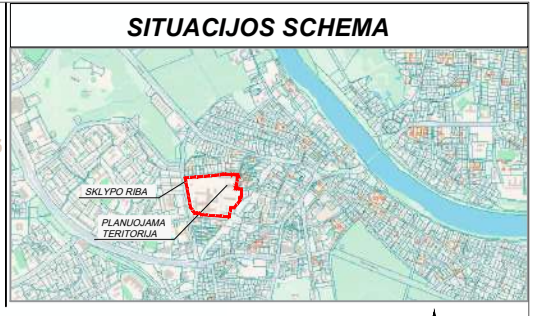 SITUACIJOS SCHEMA
SKLYPO RIBA
PLANUOJAMA
TERITORIJA